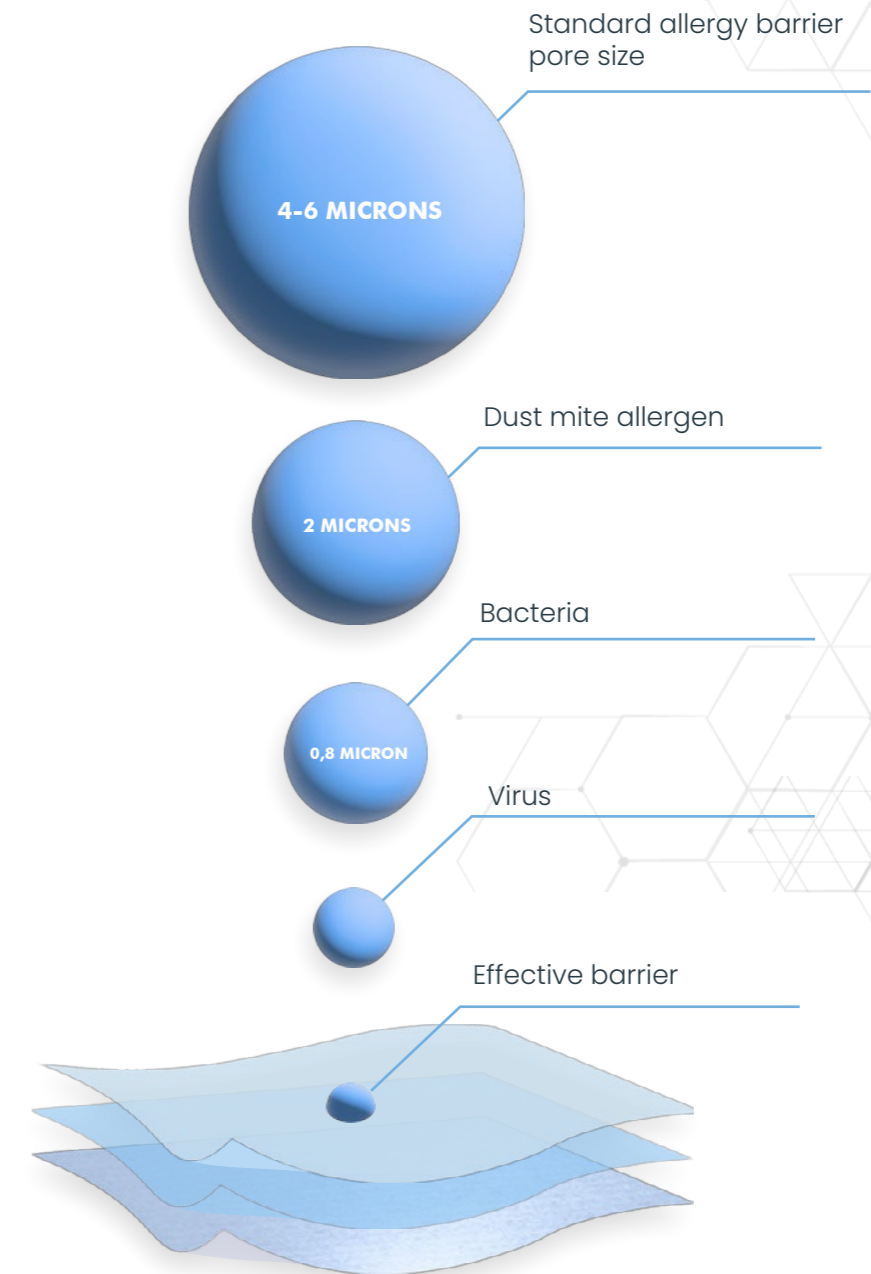 Standard allergy barrier
pore size
4-6 MICRONS
Dust mite allergen
2 MICRONS
Bacteria
0,8 MICRON
Virus
Effective barrier